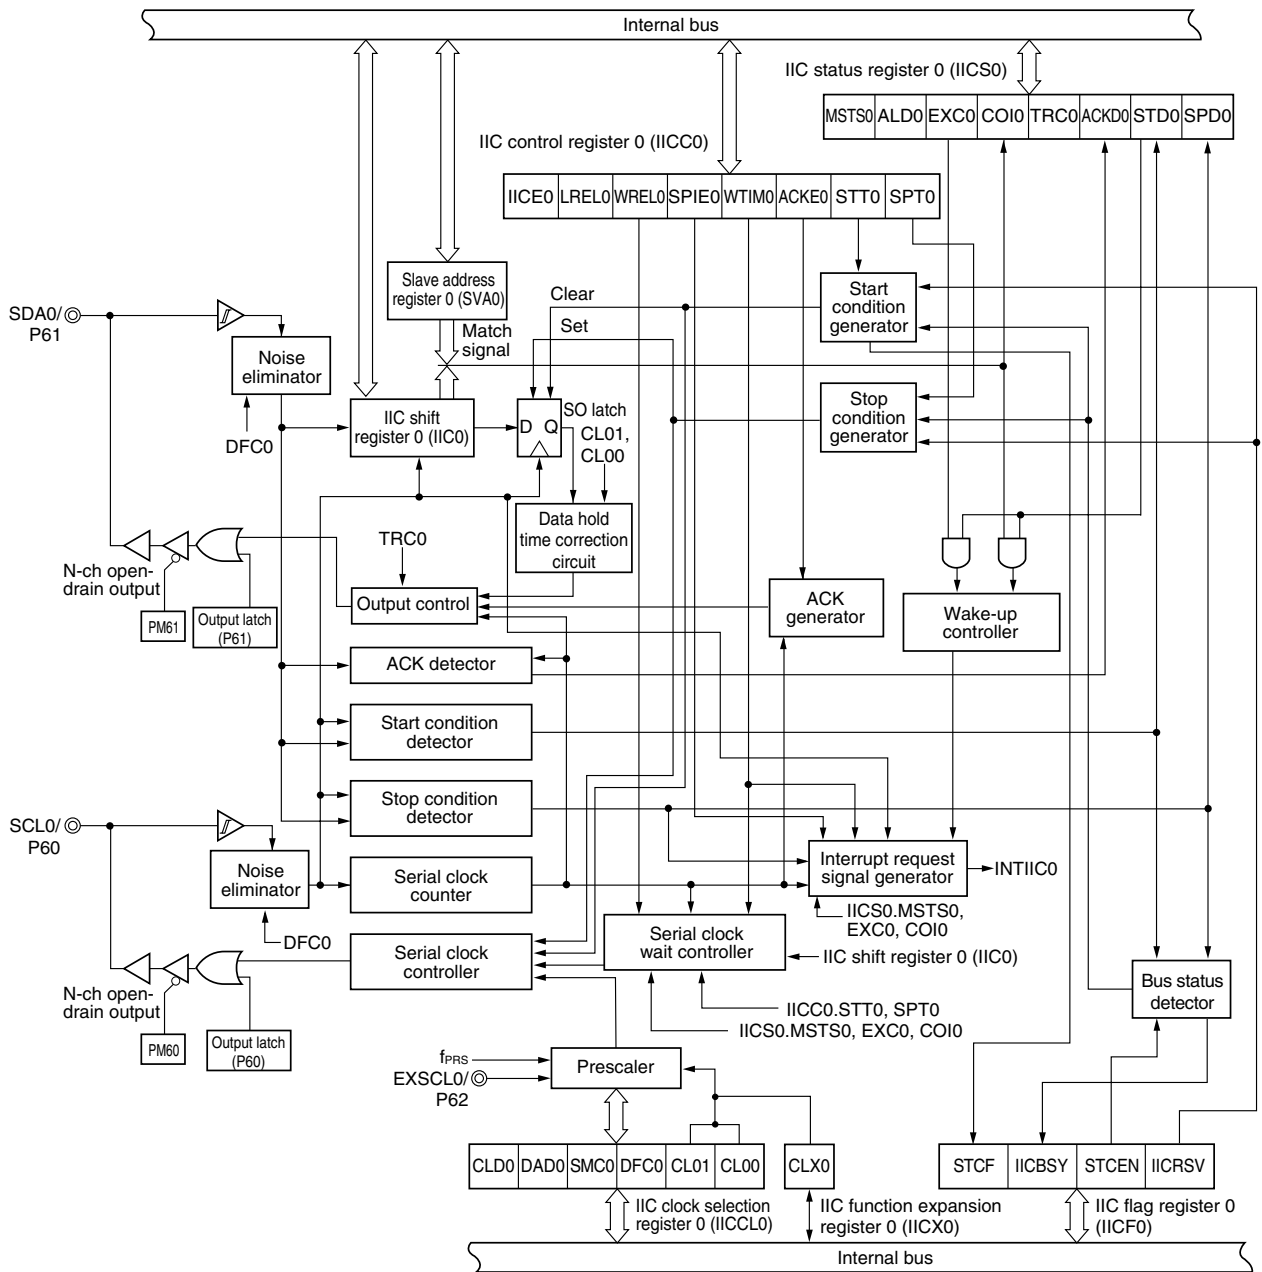 Internal bus
IIC status register 0 (IICS0)
MSTS0 ALD0 EXC0 COI0 TRC0 ACKD0 STD0 SPD0
IIC control register 0 (IICC0)
IICE0 LREL0 WREL0 SPIE0 WTIM0 ACKE0 STT0 SPT0
Slave address
register 0 (SVA0)
Clear
Start
condition
generator
SDA0/
P61
Set
Match
signal
Noise
eliminator
Stop
condition
generator
IIC shift
register 0 (IIC0)
D Q
SO latch
CL01,
CL00
DFC0
Data hold
time correction
circuit
TRC0
N-ch open-
drain output
PM61
Output latch
(P61)
Output control
ACK
generator
Wake-up
controller
ACK detector
Start condition
detector
Stop condition
detector
SCL0/
P60
Noise
eliminator
Serial clock
counter
Interrupt request
signal generator
INTIIC0
IICS0.MSTS0,
EXC0, COI0
DFC0
Serial clock
controller
Serial clock
wait controller
IIC shift register 0 (IIC0)
Bus status
detector
N-ch open-
drain output
PM60
Output latch
(P60)
IICC0.STT0, SPT0
IICS0.MSTS0, EXC0, COI0
fPRS
EXSCL0/
P62
Prescaler
CLD0 DAD0 SMC0 DFC0 CL01 CL00
CLX0
STCF IICBSY STCEN IICRSV
IIC clock selection
register 0 (IICCL0)
IIC function expansion
register 0 (IICX0)
IIC flag register 0
(IICF0)
Internal bus